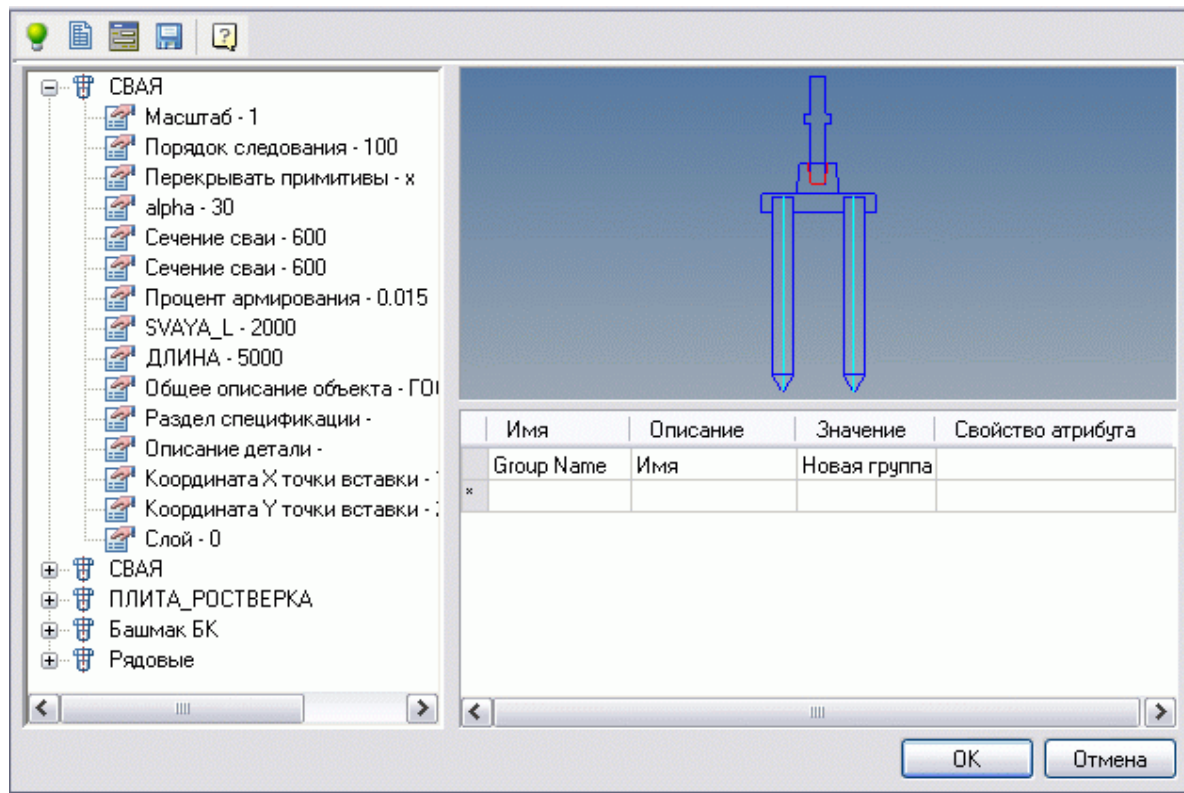 СВАЯ
Масштаб - 1
Порядок следования - 100
Перекрывать примитивы - x
alpha - 30
Сечение сваи - 600
Сечение сваи - 600
Процент армирования - 0.015
SVAYA_L - 2000
ДЛИНА - 5000
Общее описание объекта - ГО
Раздел спецификации -
Описание детали -
Координата X точки вставки -
Координата Y точки вставки -
Слой - 0
СВАЯ
ПЛИТА_РОСТВЕРКА
Башмак БК
Рядовые
Имя Описание Значение Свойство атрибута
Group Name Имя Новая группа
OK Отмена